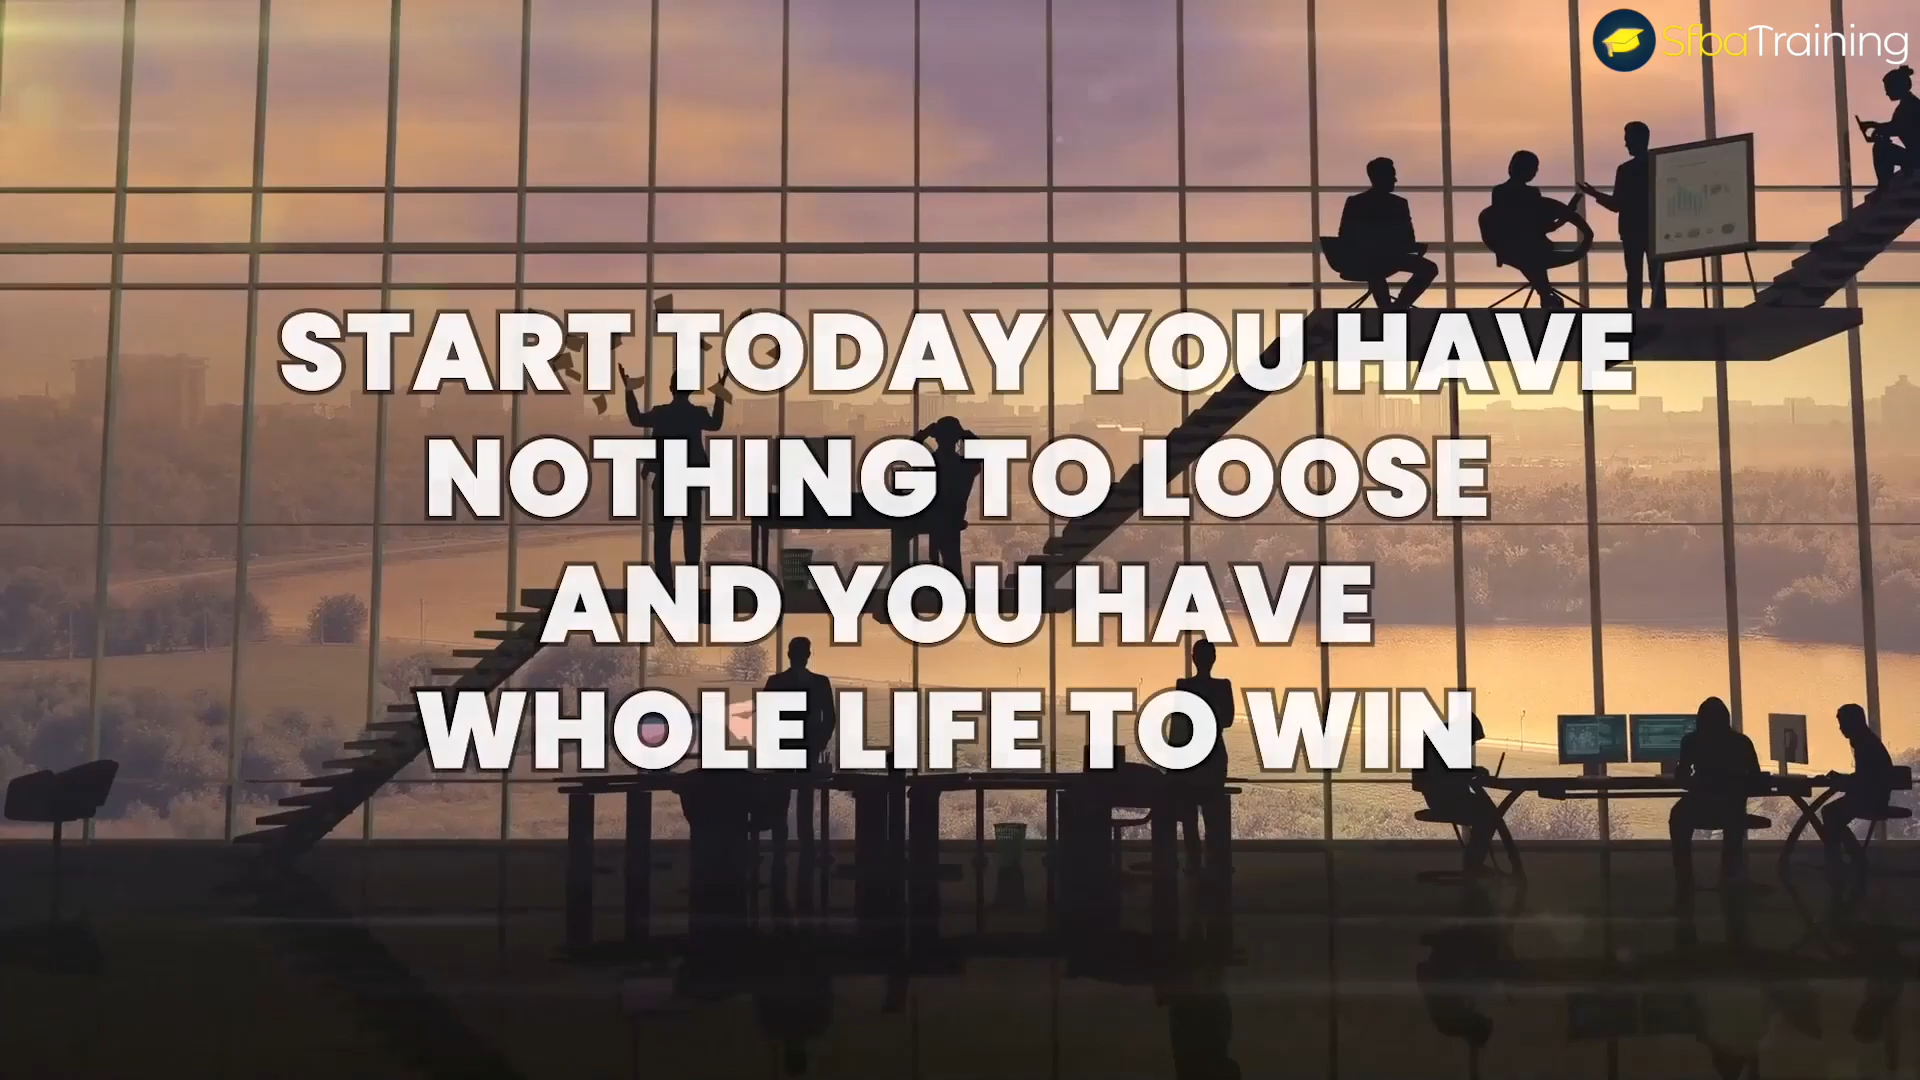 SfbaTraining
START TODAY YOU HAVE
NOTHING TO LOOSE
AND YOU HAVE
WHOLE LIFE TO WIN